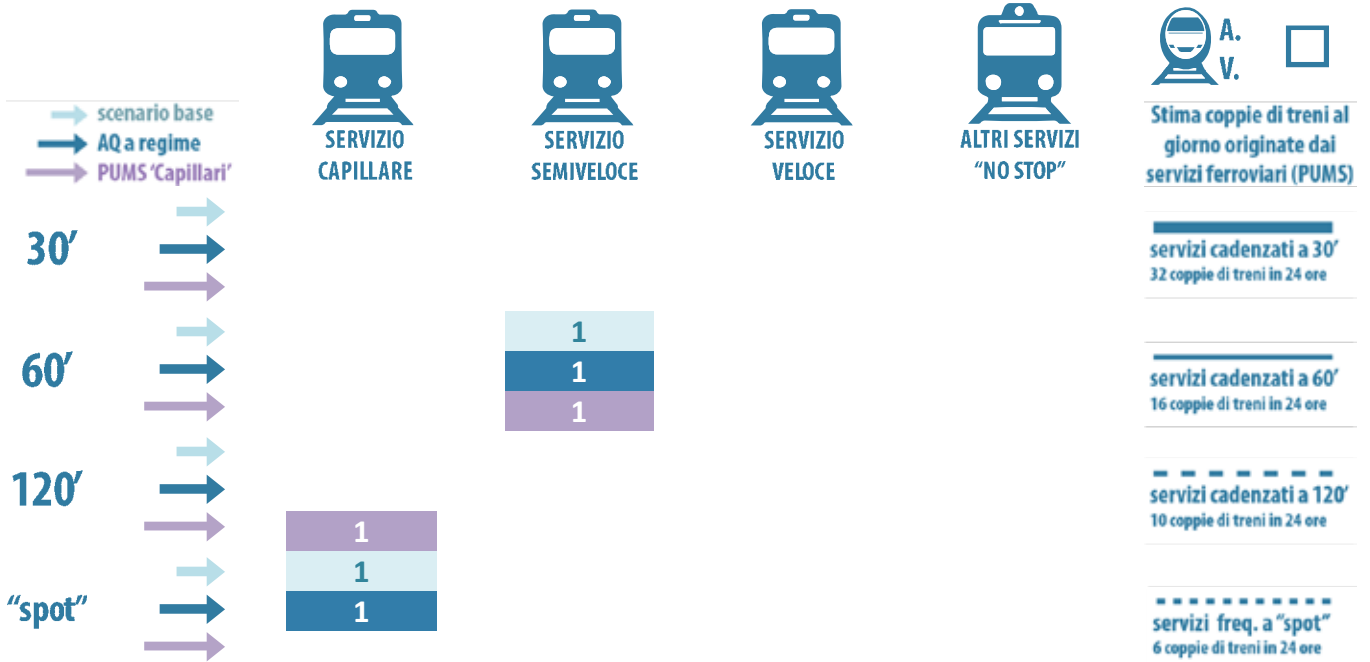 A.
V.
scenario base
AQ a regime
PUMS ‘Capillari’
SERVIZIO
CAPILLARE
SERVIZIO
SEMIVELOCE
SERVIZIO
VELOCE
ALTRI SERVIZI
“NO STOP”
Stima coppie di treni al
giorno originate dai
servizi ferroviari (PUMS)
30’
servizi cadenzati a 30’
32 coppie di treni in 24 ore
60’
1
1
1
servizi cadenzati a 60’
16 coppie di treni in 24 ore
120’
1
servizi cadenzati a 120’
10 coppie di treni in 24 ore
“spot”
1
1
servizi freq. a “spot”
6 coppie di treni in 24 ore